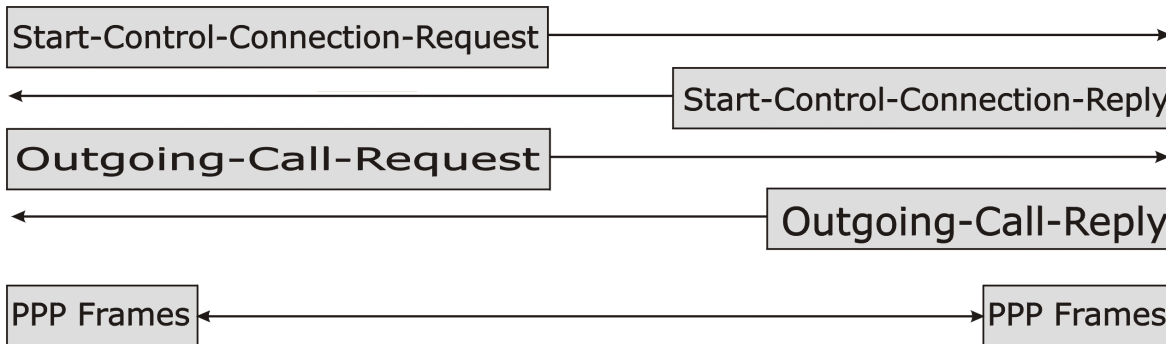 Start-Control-Connection-Request
Start-Control-Connection-Reply
Outgoing-Call-Request
Outgoing-Call-Reply
PPP Frames PPP Frames